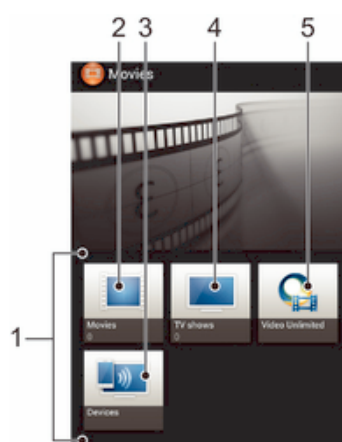 2 3 4 5
Movies
1
Movies
0
TV shows
0
Video Unlimited
Devices